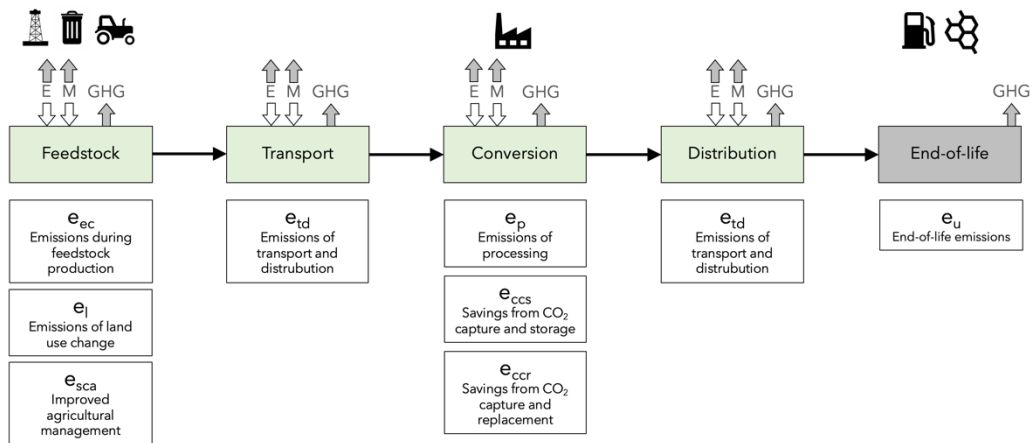 E M GHG
E M GHG
E M GHG
E M GHG
GHG
Feedstock
Transport
Conversion
Distribution
End-of-life
e_ec
Emissions during
feedstock
production
e_l
Emissions of land
use change
e_sca
Improved
agricultural
management
e_td
Emissions of
transport and
distrubution
e_p
Emissions of
processing
e_ccs
Savings from CO₂
capture and storage
e_ccr
Savings from CO₂
capture and
replacement
e_td
Emissions of
transport and
distrubution
e_u
End-of-life emissions